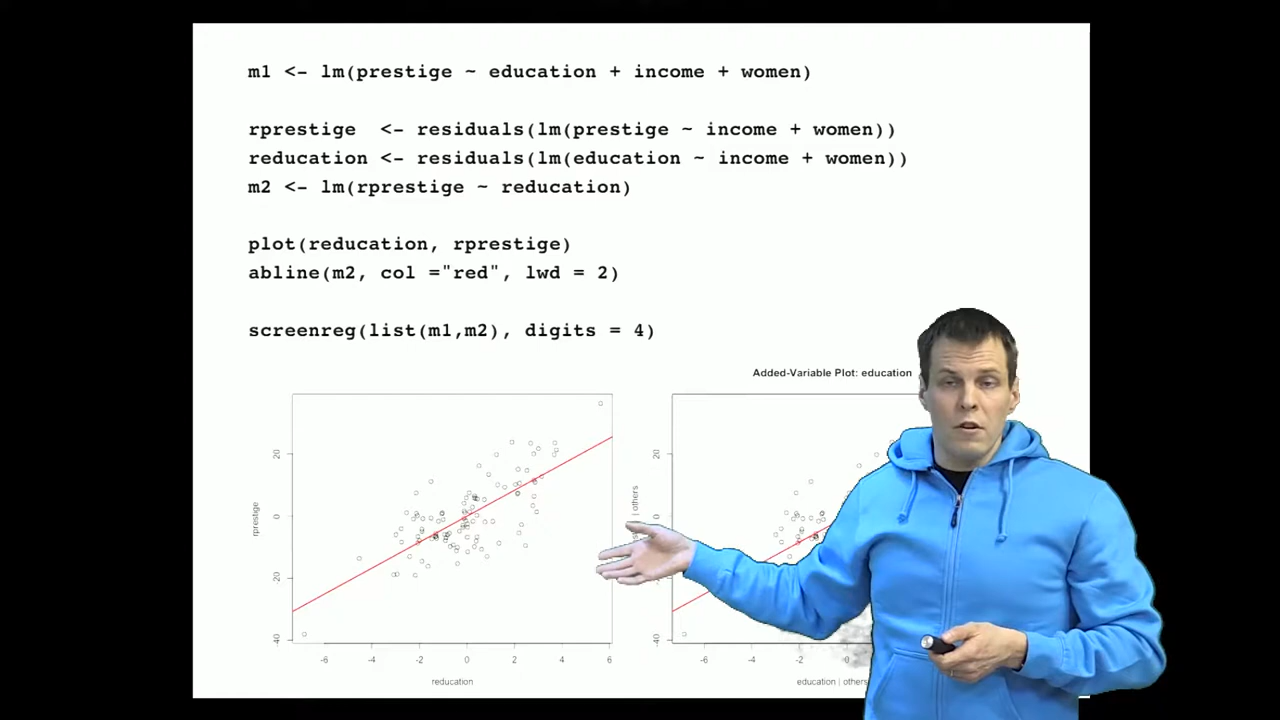 m1 <- lm(prestige ~ education + income + women)
rprestige  <- residuals(lm(prestige ~ income + women))
reducation <- residuals(lm(education ~ income + women))
m2 <- lm(rprestige ~ reducation)
plot(reducation, rprestige)
abline(m2, col ="red", lwd = 2)
screenreg(list(m1,m2), digits = 4)
Added-Variable Plot: education
20
0
20
40
rprestige
-6 -4 -2 0 2 4 6
reducation
20
0
-40
| others
-6 -4 -2 0
education | others